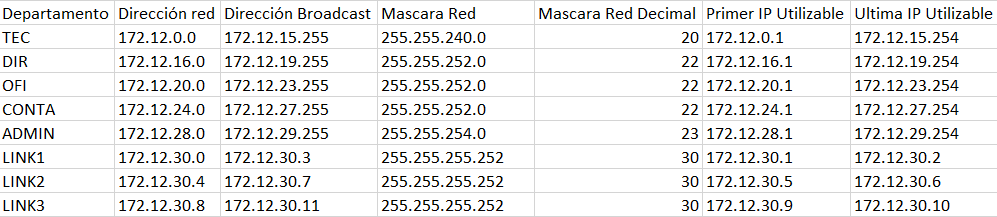 Departamento Dirección red Dirección Broadcast Mascara Red Mascara Red Decimal Primer IP Utilizable Ultima IP Utilizable
TEC 172.12.0.0 172.12.15.255 255.255.240.0 20 172.12.0.1 172.12.15.254
DIR 172.12.16.0 172.12.19.255 255.255.252.0 22 172.12.16.1 172.12.19.254
OFI 172.12.20.0 172.12.23.255 255.255.252.0 22 172.12.20.1 172.12.23.254
CONTA 172.12.24.0 172.12.27.255 255.255.252.0 22 172.12.24.1 172.12.27.254
ADMIN 172.12.28.0 172.12.29.255 255.255.254.0 23 172.12.28.1 172.12.29.254
LINK1 172.12.30.0 172.12.30.3 255.255.255.252 30 172.12.30.1 172.12.30.2
LINK2 172.12.30.4 172.12.30.7 255.255.255.252 30 172.12.30.5 172.12.30.6
LINK3 172.12.30.8 172.12.30.11 255.255.255.252 30 172.12.30.9 172.12.30.10